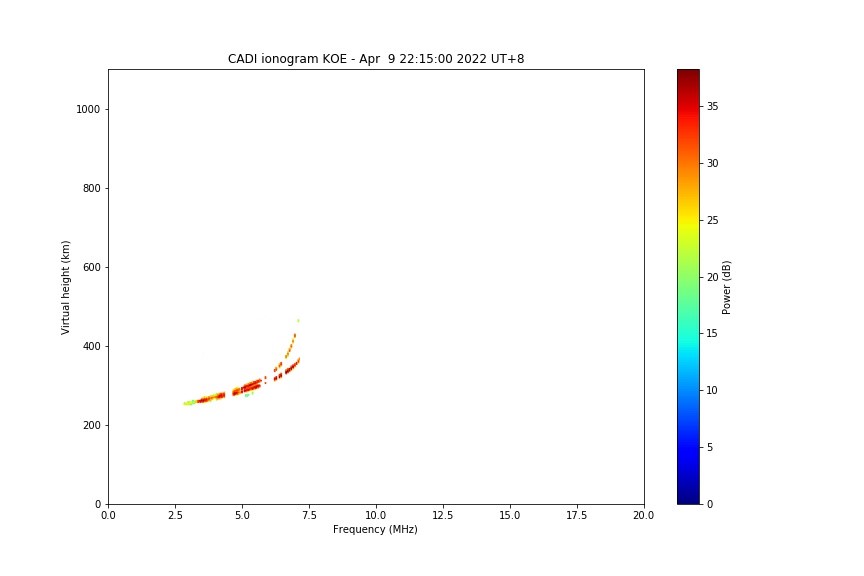 CADI ionogram KOE - Apr  9 22:15:00 2022 UT+8
1000
800
600
400
200
0
Virtual height (km)
0.0 2.5 5.0 7.5 10.0 12.5 15.0 17.5 20.0
Frequency (MHz)
35
30
25
20
15
10
5
0
Power (dB)